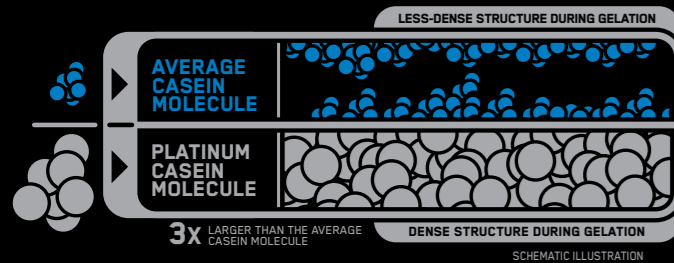 LESS-DENSE STRUCTURE DURING GELATION
AVERAGE
CASEIN
MOLECULE
PLATINUM
CASEIN
MOLECULE
3X LARGER THAN THE AVERAGE
CASEIN MOLECULE
DENSE STRUCTURE DURING GELATION
SCHEMATIC ILLUSTRATION